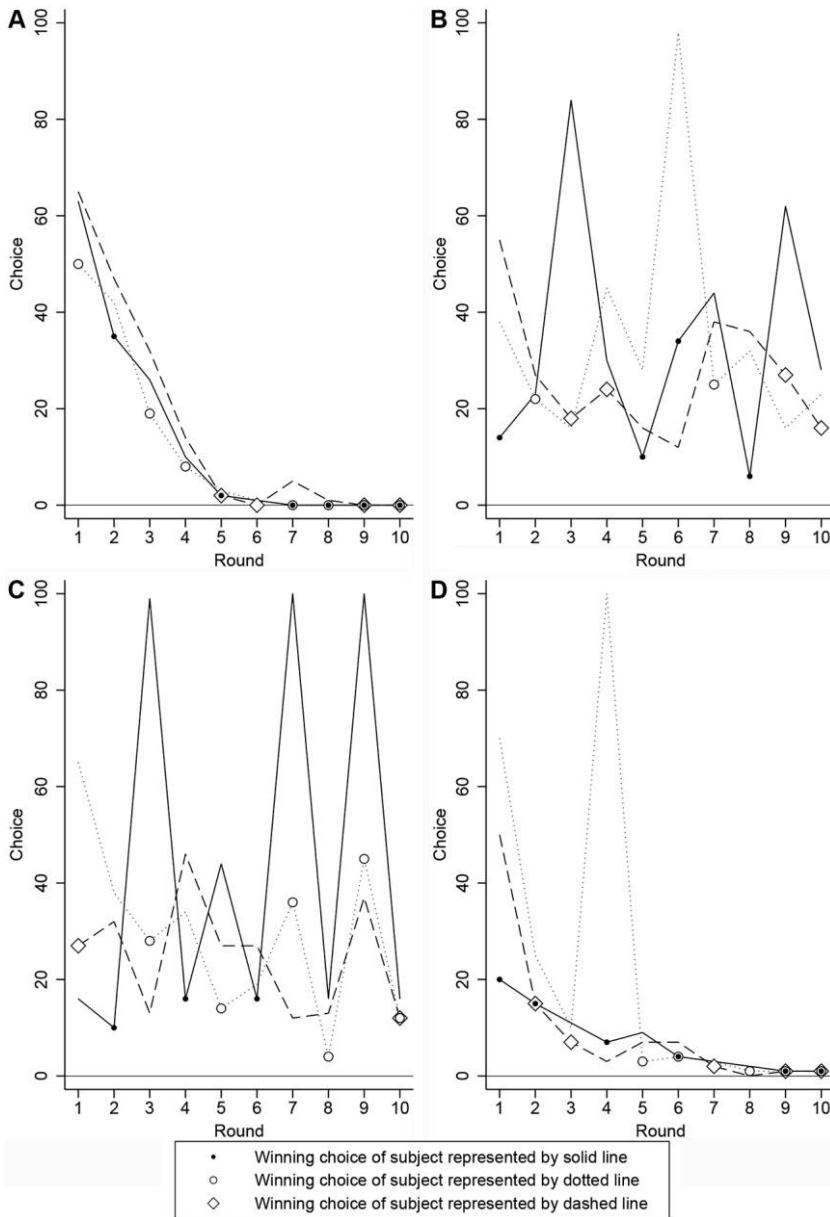 A
100
80
60
40
20
0
Choice
1 2 3 4 5 6 7 8 9 10
Round
B
100
80
60
40
20
0
Choice
1 2 3 4 5 6 7 8 9 10
Round
C
100
80
60
40
20
0
Choice
1 2 3 4 5 6 7 8 9 10
Round
D
100
80
60
40
20
0
Choice
1 2 3 4 5 6 7 8 9 10
Round
Winning choice of subject represented by solid line
Winning choice of subject represented by dotted line
Winning choice of subject represented by dashed line